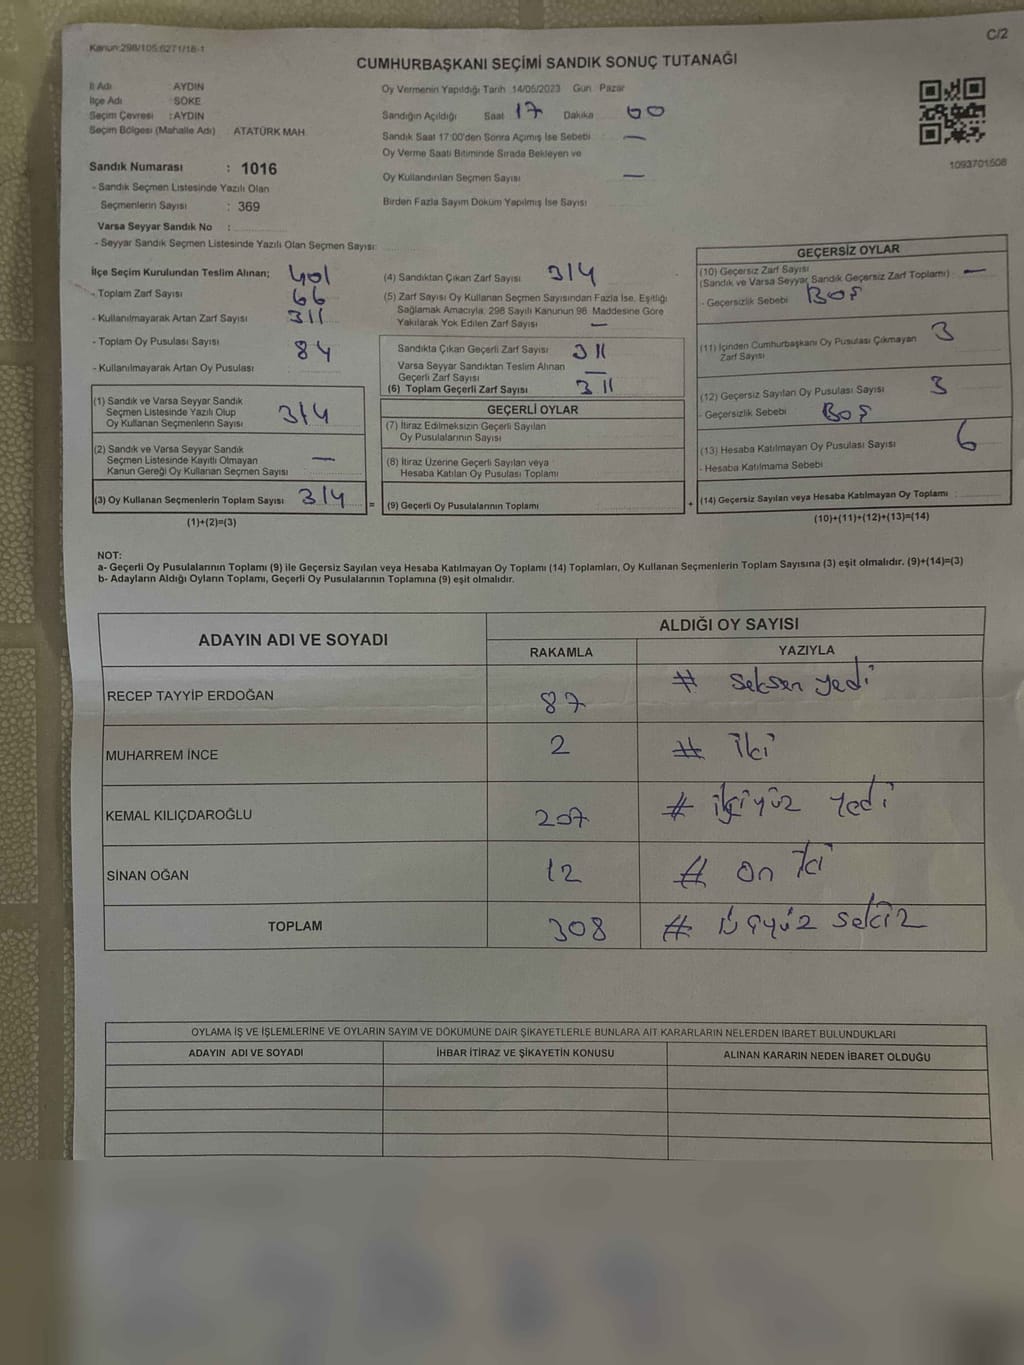 Kanun:298/105;6271/18-1
C/2
CUMHURBAŞKANI SEÇİMİ SANDIK SONUÇ TUTANAĞI
İl Adı : AYDIN
İlçe Adı : SÖKE
Seçim Çevresi : AYDIN
Seçim Bölgesi (Mahalle Adı) : ATATÜRK MAH.
Sandık Numarası : 1016
- Sandık Seçmen Listesinde Yazılı Olan
Seçmenlerin Sayısı : 369
Varsa Seyyar Sandık No :
- Seyyar Sandık Seçmen Listesinde Yazılı Olan Seçmen Sayısı:
Oy Vermenin Yapıldığı Tarih 14/05/2023 Gün Pazar
Sandığın Açıldığı Saat 17 Dakika 00
Sandık Saat 17:00'den Sonra Açımış İse Sebebi : —
Oy Verme Saati Bitiminde Sırada Bekleyen ve
Oy Kullandırılan Seçmen Sayısı : —
Birden Fazla Sayım Döküm Yapılmış İse Sayısı :
1093701508
İlçe Seçim Kurulundan Teslim Alınan; 401
- Toplam Zarf Sayısı 66
- Kullanılmayarak Artan Zarf Sayısı 311
- Toplam Oy Pusulası Sayısı 84
- Kullanılmayarak Artan Oy Pusulası
(1) Sandık ve Varsa Seyyar Sandık
Seçmen Listesinde Yazılı Olup
Oy Kullanan Seçmenlerin Sayısı 314
(2) Sandık ve Varsa Seyyar Sandık
Seçmen Listesinde Kayıtlı Olmayan
Kanun Gereği Oy Kullanan Seçmen Sayısı —
(3) Oy Kullanan Seçmenlerin Toplam Sayısı 314 =
(1)+(2)=(3)
(4) Sandıktan Çıkan Zarf Sayısı 314
(5) Zarf Sayısı Oy Kullanan Seçmen Sayısından Fazla İse, Eşitliği
Sağlamak Amacıyla, 298 Sayılı Kanunun 98. Maddesine Göre
Yakılarak Yok Edilen Zarf Sayısı —
Sandıkta Çıkan Geçerli Zarf Sayısı 311
Varsa Seyyar Sandıktan Teslim Alınan
Geçerli Zarf Sayısı —
(6) Toplam Geçerli Zarf Sayısı 311
GEÇERLİ OYLAR
(7) İtiraz Edilmeksizin Geçerli Sayılan
Oy Pusulalarının Sayısı
(8) İtiraz Üzerine Geçerli Sayılan veya
Hesaba Katılan Oy Pusulası Toplamı
(9) Geçerli Oy Pusulalarının Toplamı +
GEÇERSİZ OYLAR
(10) Geçersiz Zarf Sayısı
(Sandık ve Varsa Seyyar Sandık Geçersiz Zarf Toplamı) : —
- Geçersizlik Sebebi : BOŞ
(11) İçinden Cumhurbaşkanı Oy Pusulası Çıkmayan
Zarf Sayısı 3
(12) Geçersiz Sayılan Oy Pusulası Sayısı 3
- Geçersizlik Sebebi BOŞ
(13) Hesaba Katılmayan Oy Pusulası Sayısı 6
- Hesaba Katılmama Sebebi
(14) Geçersiz Sayılan veya Hesaba Katılmayan Oy Toplamı :
(10)+(11)+(12)+(13)=(14)
NOT:
a- Geçerli Oy Pusulalarının Toplamı (9) ile Geçersiz Sayılan veya Hesaba Katılmayan Oy Toplamı (14) Toplamları, Oy Kullanan Seçmenlerin Toplam Sayısına (3) eşit olmalıdır. (9)+(14)=(3)
b- Adayların Aldığı Oyların Toplamı, Geçerli Oy Pusulalarının Toplamına (9) eşit olmalıdır.
ADAYIN ADI VE SOYADI
ALDIĞI OY SAYISI
RAKAMLA YAZIYLA
RECEP TAYYİP ERDOĞAN 87 # seksen yedi
MUHARREM İNCE 2 # iki
KEMAL KILIÇDAROĞLU 207 # ikiyüz yedi
SİNAN OĞAN 12 # on iki
TOPLAM 308 # üçyüz sekiz
OYLAMA İŞ VE İŞLEMLERİNE VE OYLARIN SAYIM VE DÖKÜMÜNE DAİR ŞİKAYETLERLE BUNLARA AİT KARARLARIN NELERDEN İBARET BULUNDUKLARI
ADAYIN ADI VE SOYADI İHBAR İTİRAZ VE ŞİKAYETİN KONUSU ALINAN KARARIN NEDEN İBARET OLDUĞU